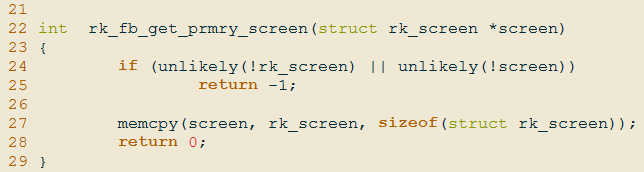 21
22 int  rk_fb_get_prmry_screen(struct rk_screen *screen)
23 {
24         if (unlikely(!rk_screen) || unlikely(!screen))
25                 return -1;
26
27         memcpy(screen, rk_screen, sizeof(struct rk_screen));
28         return 0;
29 }